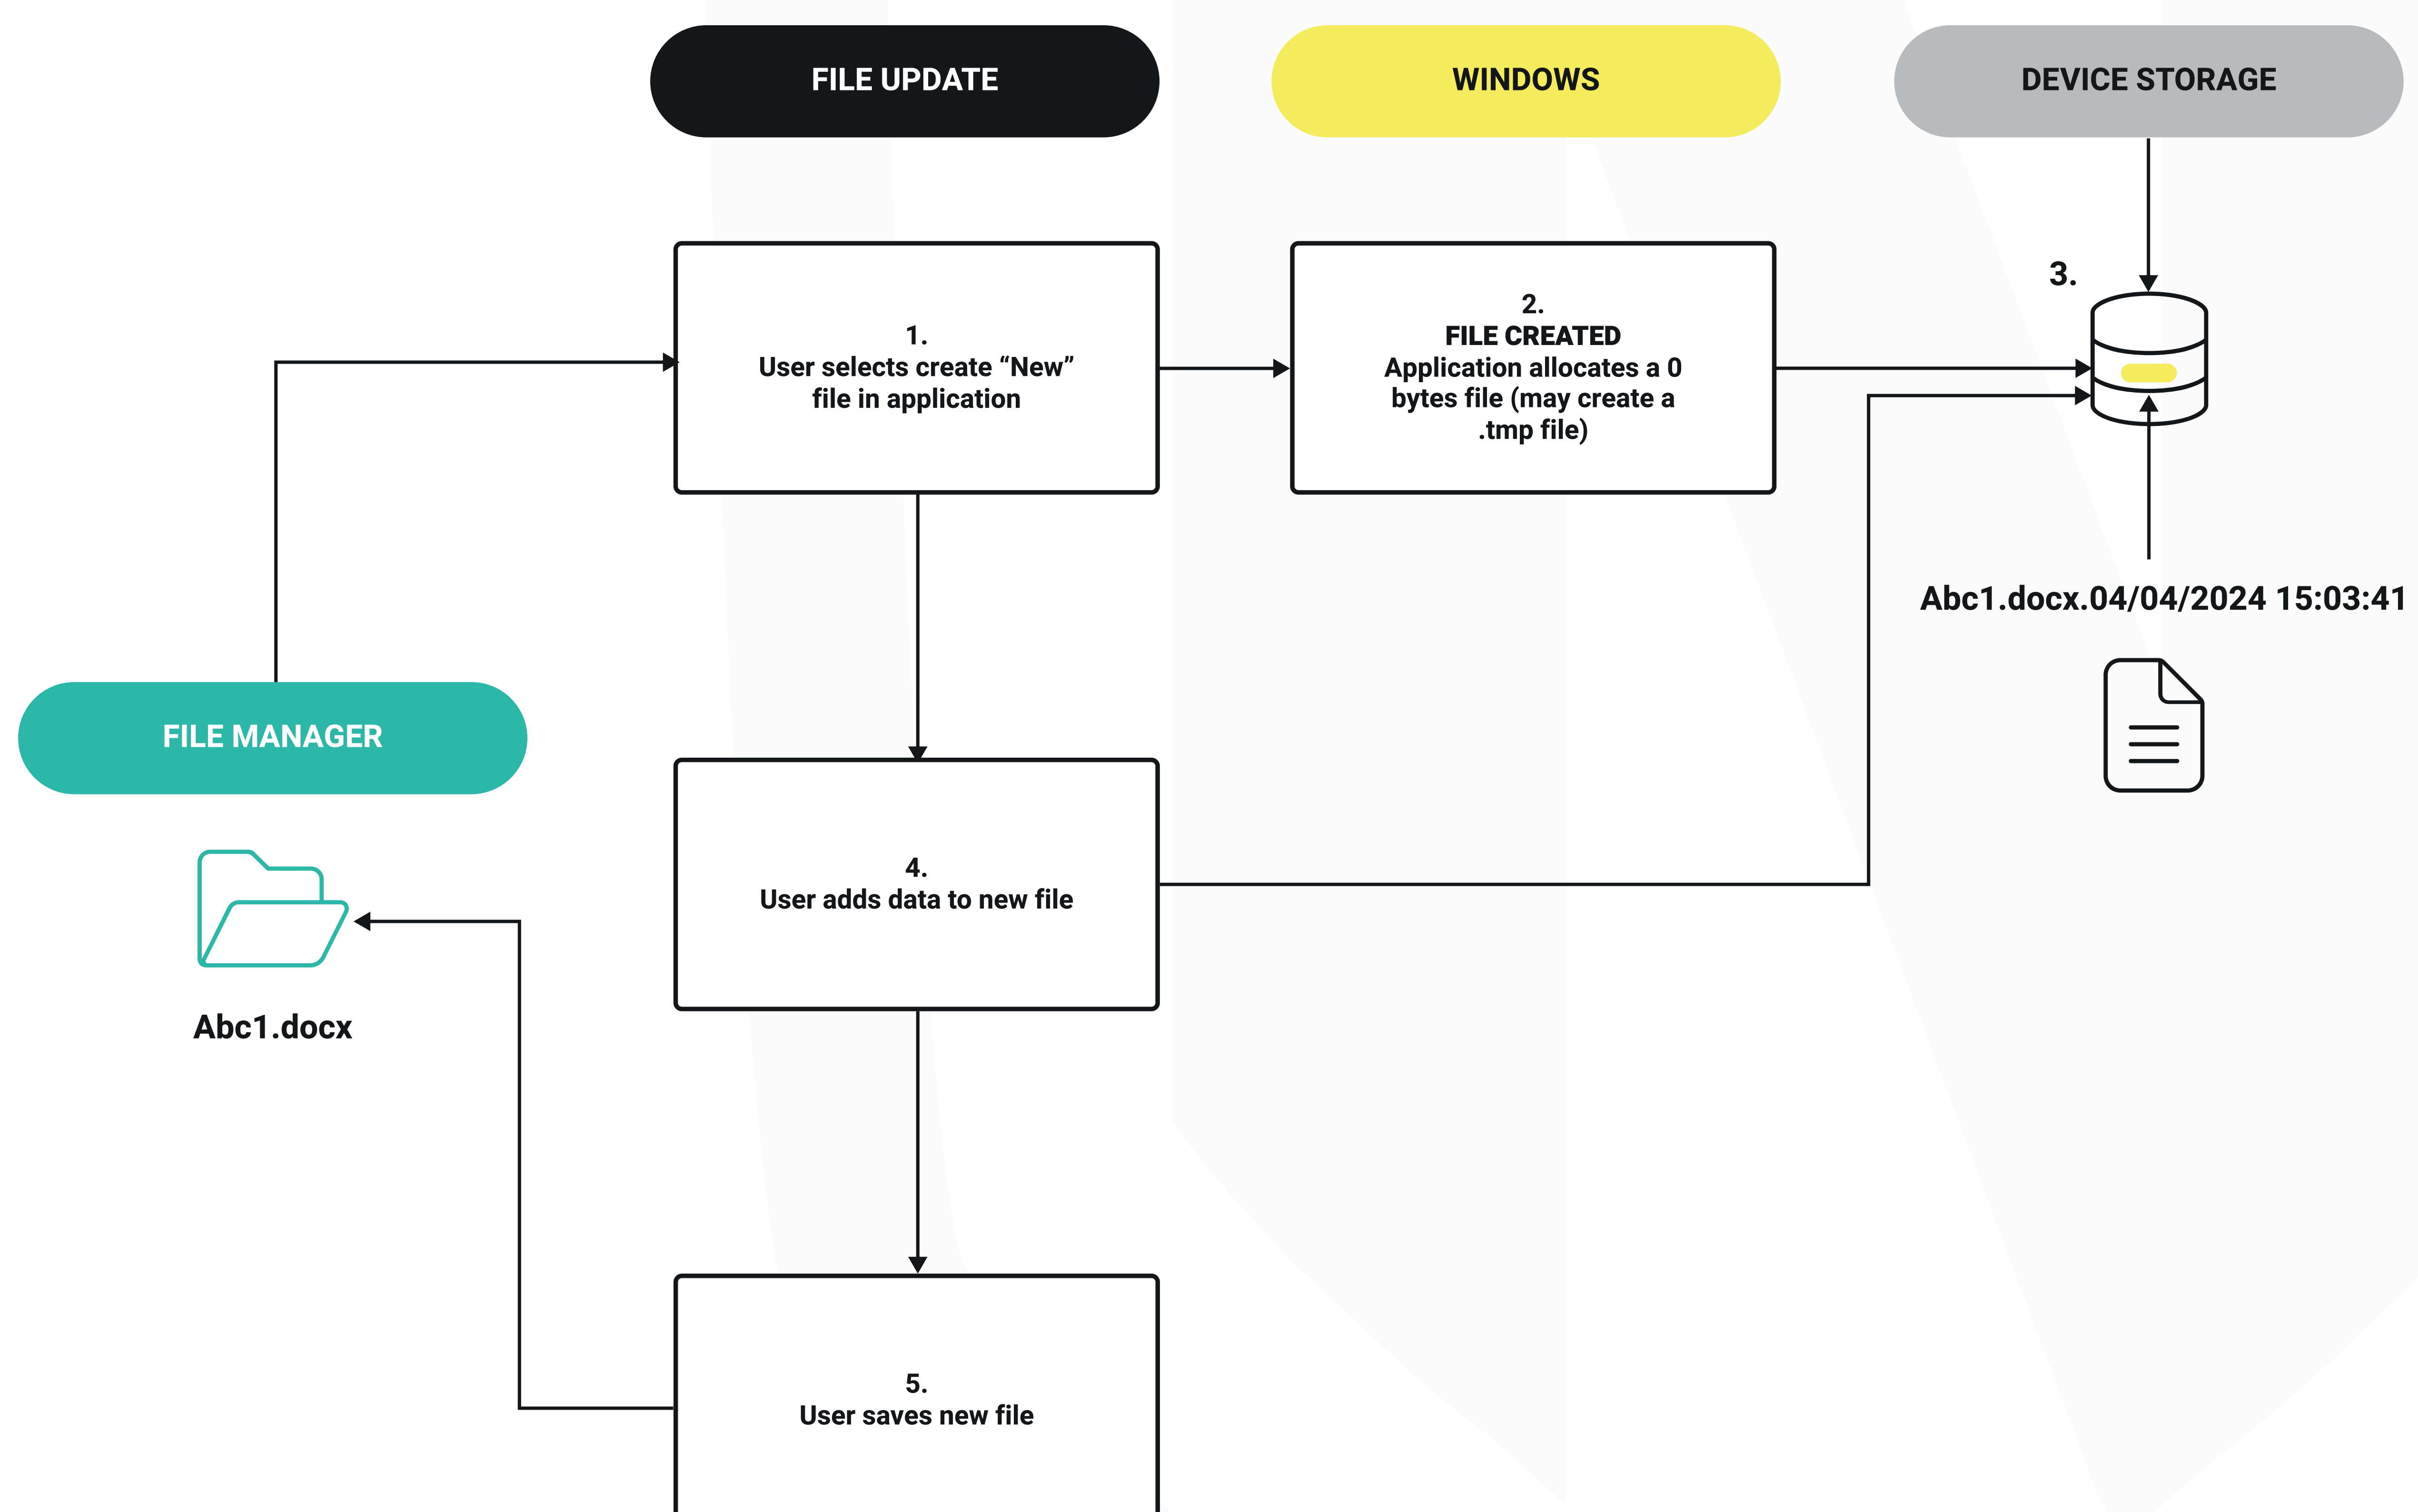 FILE UPDATE
WINDOWS
DEVICE STORAGE
1.
User selects create “New”
file in application
2.
FILE CREATED
Application allocates a 0
bytes file (may create a
.tmp file)
3.
Abc1.docx.04/04/2024 15:03:41
FILE MANAGER
Abc1.docx
4.
User adds data to new file
5.
User saves new file